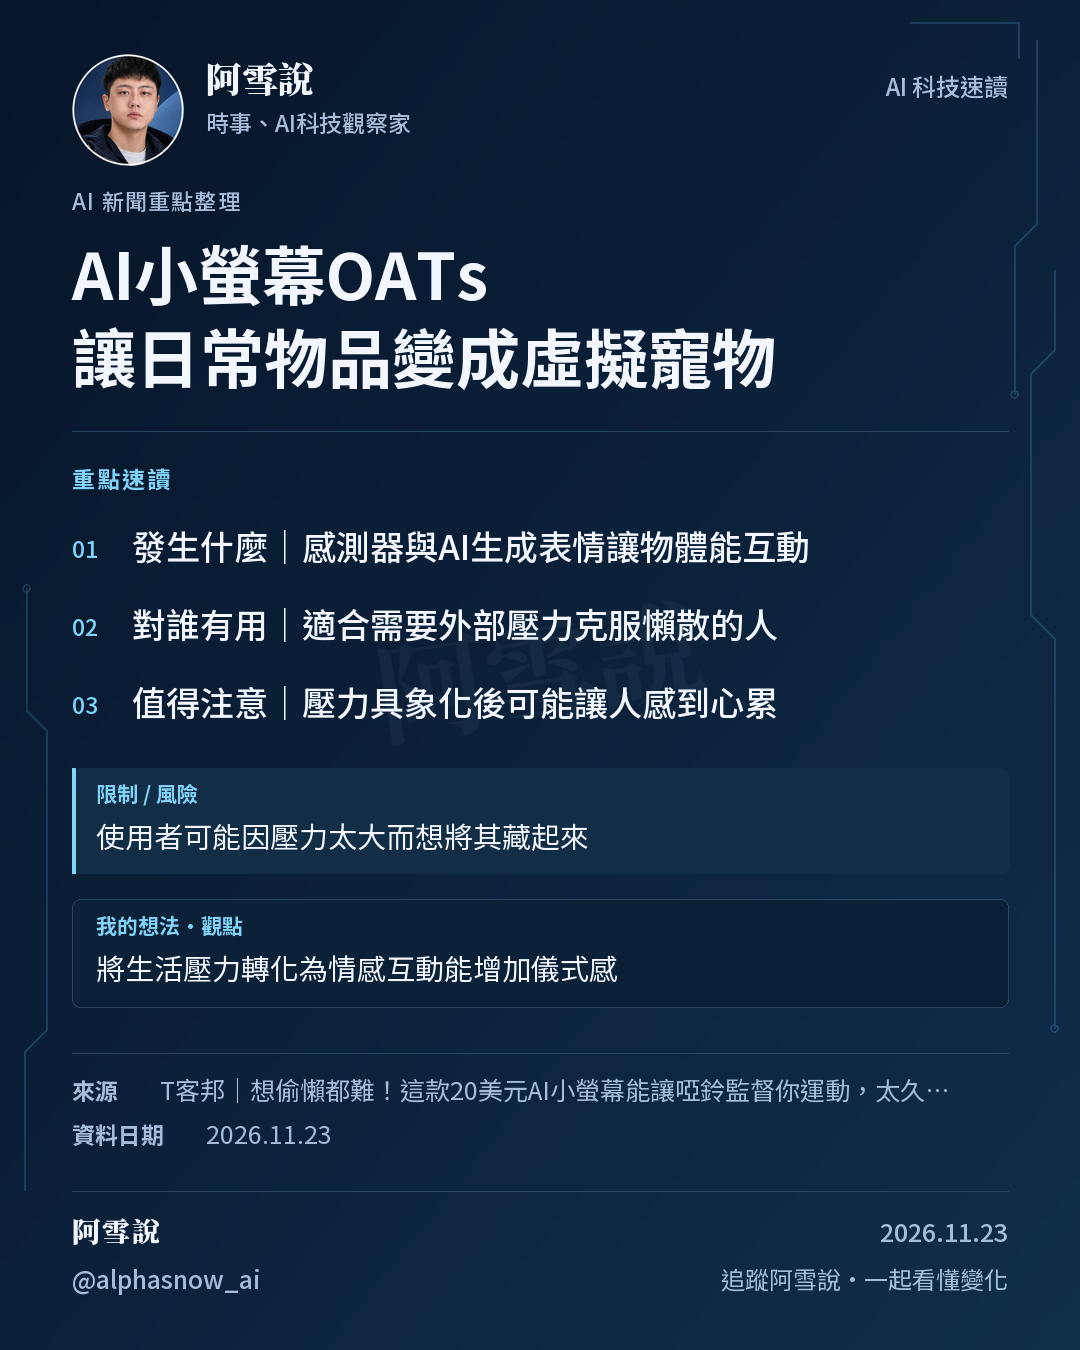 阿雪說
時事、AI科技觀察家
AI 科技速讀
AI 新聞重點整理
AI小螢幕OATs
讓日常物品變成虛擬寵物
重點速讀
01 發生什麼｜感測器與AI生成表情讓物體能互動
02 對誰有用｜適合需要外部壓力克服懶散的人
03 值得注意｜壓力具象化後可能讓人感到心累
阿雪說
限制 / 風險
使用者可能因壓力太大而想將其藏起來
我的想法・觀點
將生活壓力轉化為情感互動能增加儀式感
來源 T客邦｜想偷懶都難！這款20美元AI小螢幕能讓啞鈴監督你運動，太久⋯
資料日期 2026.11.23
阿雪說
2026.11.23
@alphasnow_ai
追蹤阿雪說・一起看懂變化